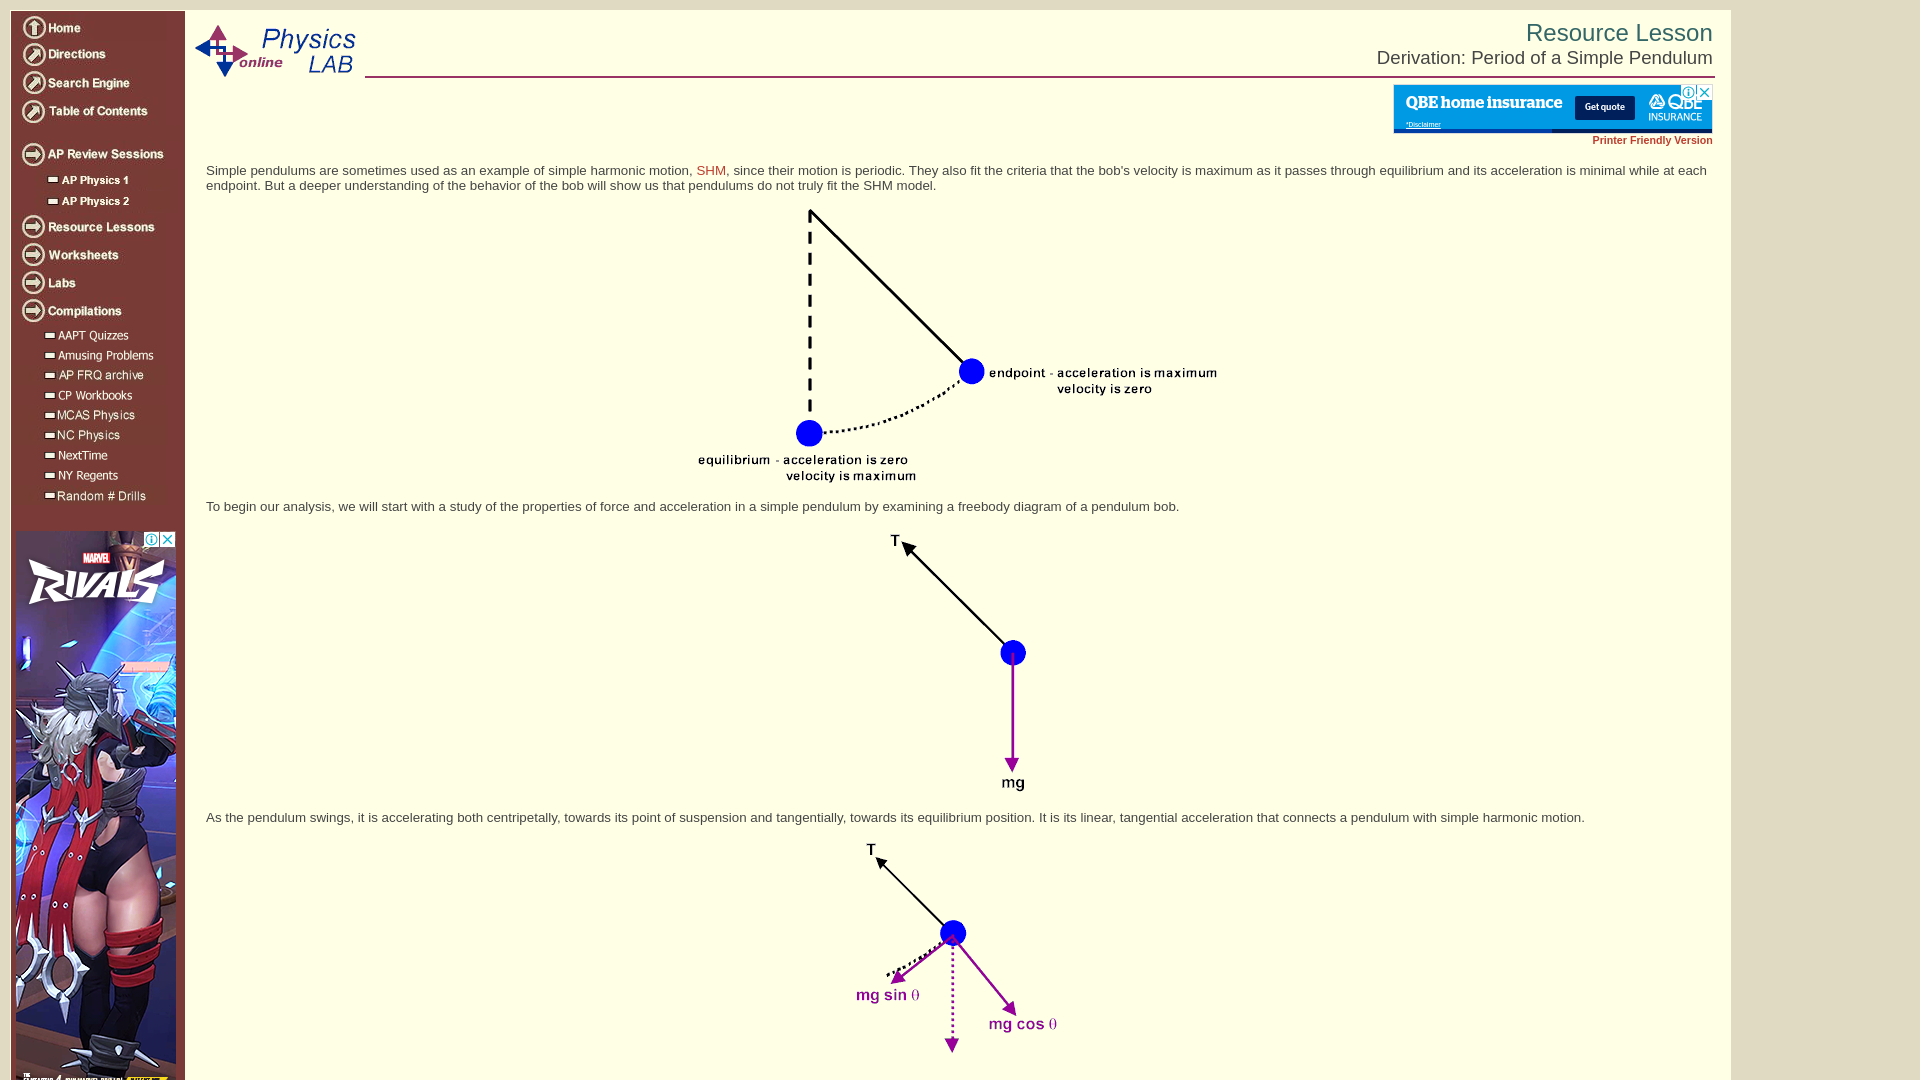 Home
Directions
Search Engine
Table of Contents
AP Review Sessions
AP Physics 1
AP Physics 2
Resource Lessons
Worksheets
Labs
Compilations
AAPT Quizzes
Amusing Problems
AP FRQ archive
CP Workbooks
MCAS Physics
NC Physics
NextTime
NY Regents
Random # Drills
MARVEL
RIVALS
Physics
online LAB
Resource Lesson
Derivation: Period of a Simple Pendulum
QBE home insurance
*Disclaimer
Get quote
QBE
INSURANCE
Printer Friendly Version
Simple pendulums are sometimes used as an example of simple harmonic motion, SHM, since their motion is periodic. They also fit the criteria that the bob's velocity is maximum as it passes through equilibrium and its acceleration is minimal while at each
endpoint. But a deeper understanding of the behavior of the bob will show us that pendulums do not truly fit the SHM model.
endpoint - acceleration is maximum
velocity is zero
equilibrium - acceleration is zero
velocity is maximum
To begin our analysis, we will start with a study of the properties of force and acceleration in a simple pendulum by examining a freebody diagram of a pendulum bob.
T
mg
As the pendulum swings, it is accelerating both centripetally, towards its point of suspension and tangentially, towards its equilibrium position. It is its linear, tangential acceleration that connects a pendulum with simple harmonic motion.
T
mg sin θ
mg cos θ